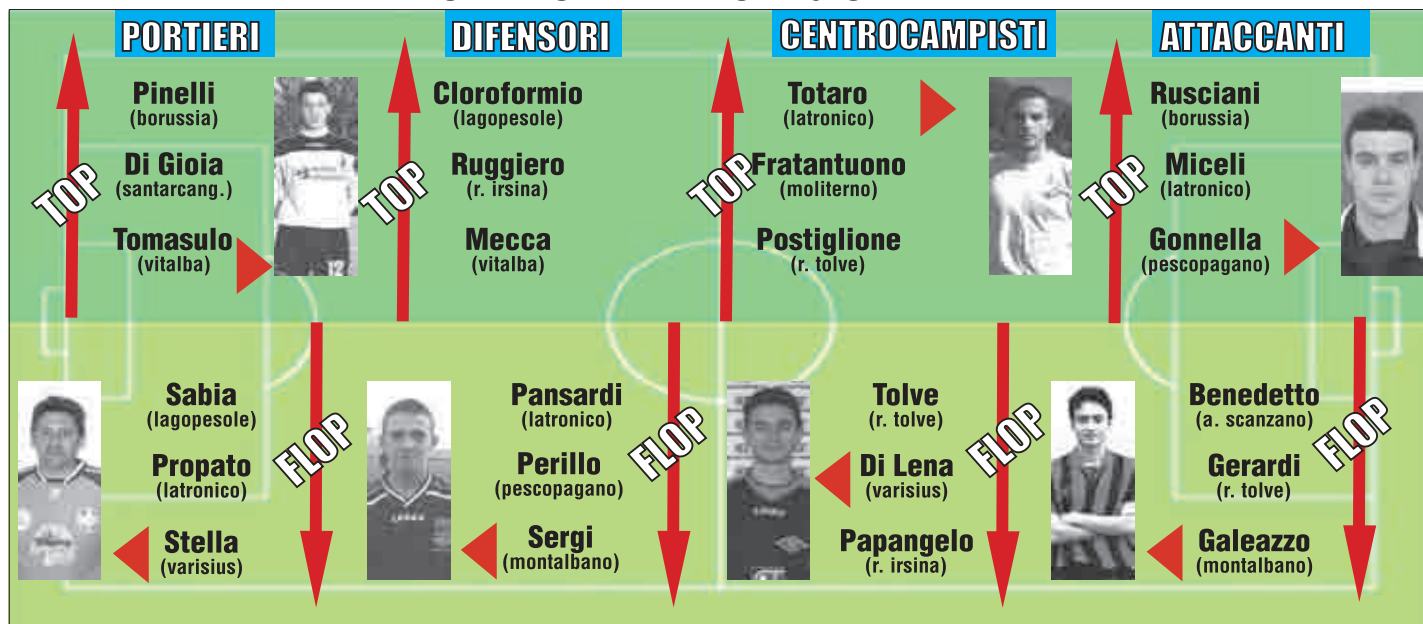 PORTIERI
Pinelli
(borussia)
Di Gioia
(santarcang.)
Tomasulo
(vitalba)
TOP
DIFENSORI
Cloroformio
(lagopesole)
Ruggiero
(r. irsina)
Mecca
(vitalba)
TOP
CENTROCAMPISTI
Totaro
(latronico)
Fratantuono
(moliterno)
Postiglione
(r. tolve)
TOP
ATTACCANTI
Rusciani
(borussia)
Miceli
(latronico)
Gonnella
(pescopagano)
TOP
Sabia
(lagopesole)
Propato
(latronico)
Stella
(varisius)
FLOP
Pansardi
(latronico)
Perillo
(pescopagano)
Sergi
(montalbano)
FLOP
Tolve
(r. tolve)
Di Lena
(varisius)
Papangelo
(r. irsina)
FLOP
Benedetto
(a. scanzano)
Gerardi
(r. tolve)
Galeazzo
(montalbano)
FLOP